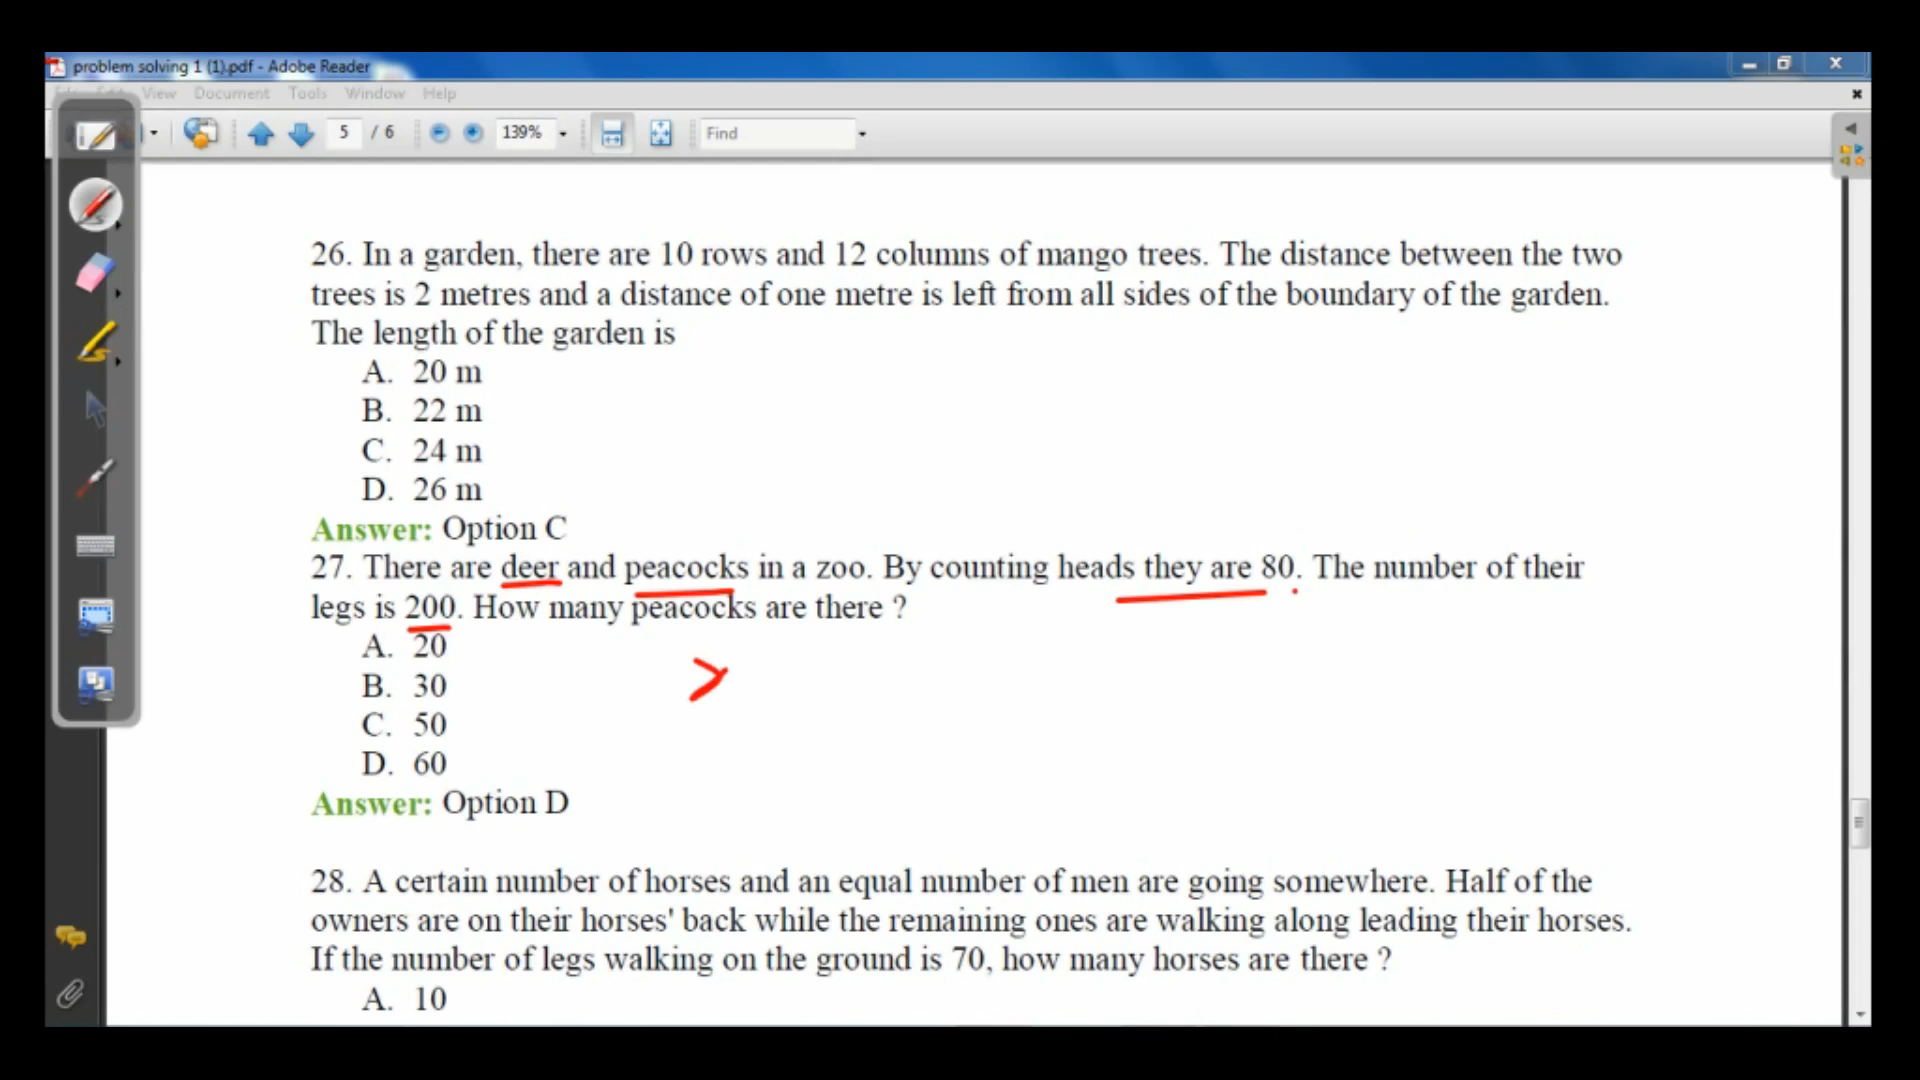 problem solving 1 (1).pdf - Adobe Reader
View Document Tools Window Help
5 / 6 139% Find
26. In a garden, there are 10 rows and 12 columns of mango trees. The distance between the two
trees is 2 metres and a distance of one metre is left from all sides of the boundary of the garden.
The length of the garden is
A. 20 m
B. 22 m
C. 24 m
D. 26 m
Answer: Option C
27. There are deer and peacocks in a zoo. By counting heads they are 80. The number of their
legs is 200. How many peacocks are there ?
A. 20
B. 30
C. 50
D. 60
Answer: Option D
28. A certain number of horses and an equal number of men are going somewhere. Half of the
owners are on their horses' back while the remaining ones are walking along leading their horses.
If the number of legs walking on the ground is 70, how many horses are there ?
A. 10